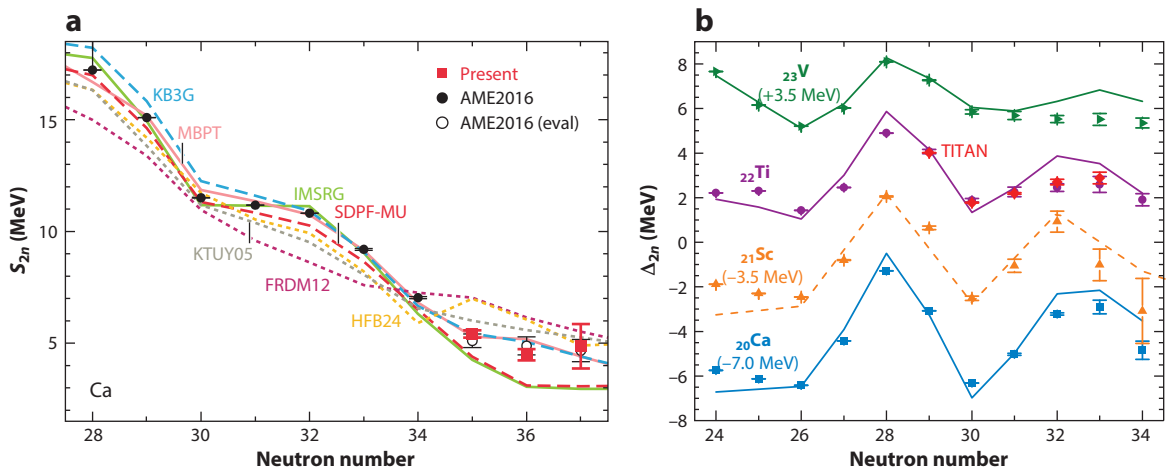 a
S2n (MeV)
15
10
5
28
30
32
34
36
Neutron number
Present
AME2016
AME2016 (eval)
KB3G
MBPT
IMSRG
SDPF-MU
KTUY05
FRDM12
HFB24
Ca
b
Δ2n (MeV)
8
6
4
2
0
−2
−4
−6
−8
24
26
28
30
32
34
Neutron number
23V
(+3.5 MeV)
TITAN
22Ti
21Sc
(−3.5 MeV)
20Ca
(−7.0 MeV)